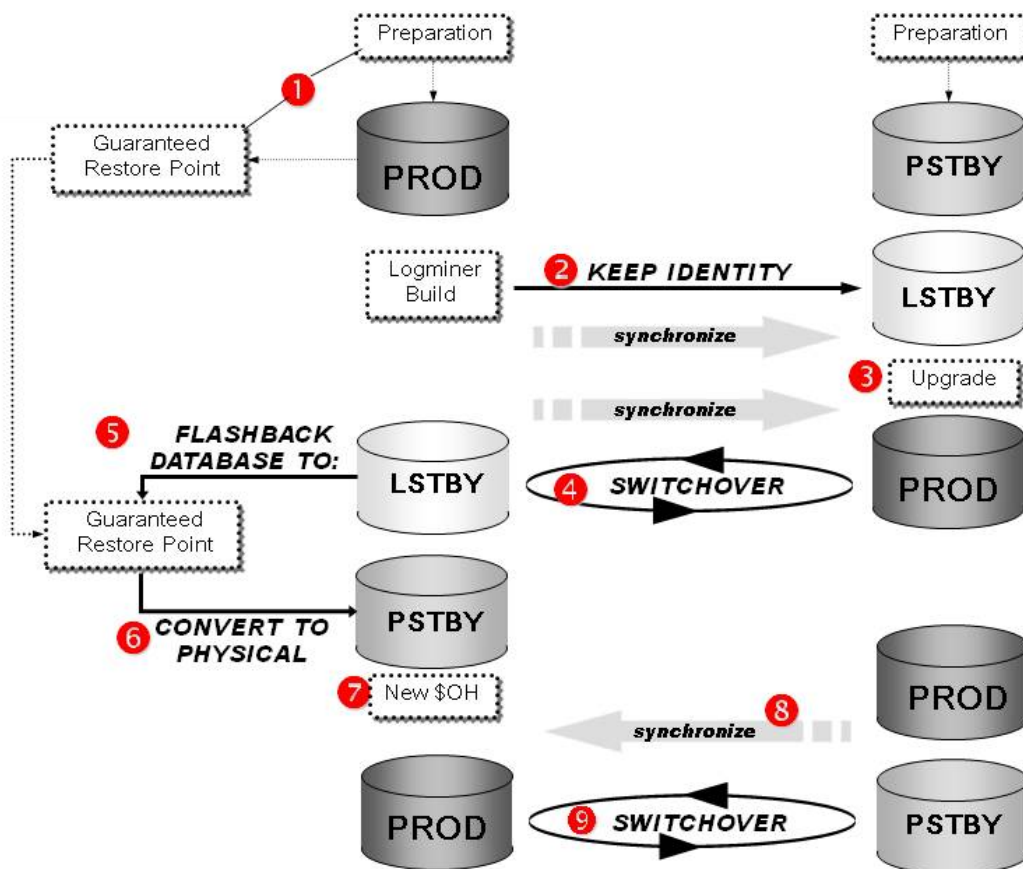 Preparation
Preparation
1
Guaranteed
Restore Point
PROD
PSTBY
Logminer
Build
2 KEEP IDENTITY
LSTBY
synchronize
3 Upgrade
synchronize
5 FLASHBACK
DATABASE TO:
LSTBY
4 SWITCHOVER
PROD
Guaranteed
Restore Point
PSTBY
6 CONVERT TO
PHYSICAL
7 New $OH
8
synchronize
PROD
PROD
9 SWITCHOVER
PSTBY